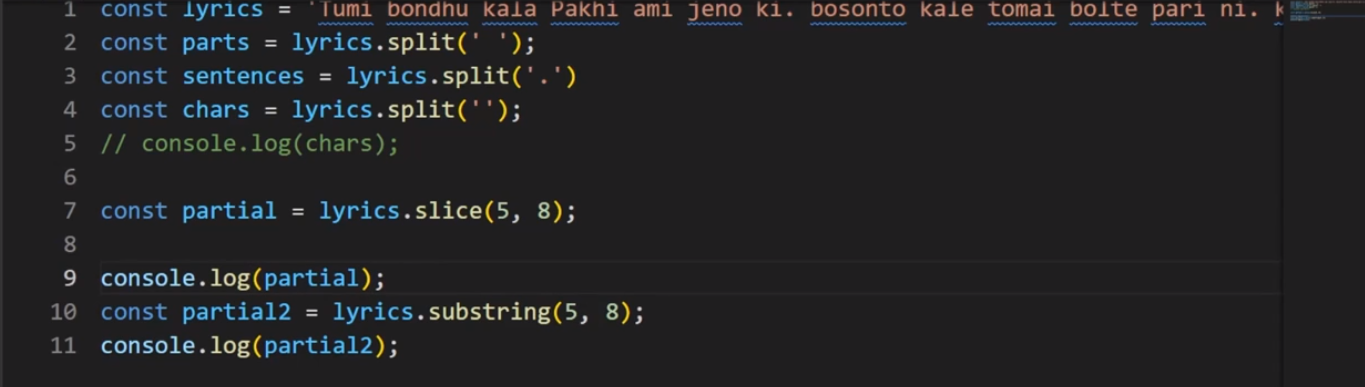 1 const lyrics = 'Tumi bondhu kala Pakhi ami jeno ki. bosonto kale tomai bolte pari ni. k
2 const parts = lyrics.split(' ');
3 const sentences = lyrics.split('.')
4 const chars = lyrics.split('');
5 // console.log(chars);
6
7 const partial = lyrics.slice(5, 8);
8
9 console.log(partial);
10 const partial2 = lyrics.substring(5, 8);
11 console.log(partial2);